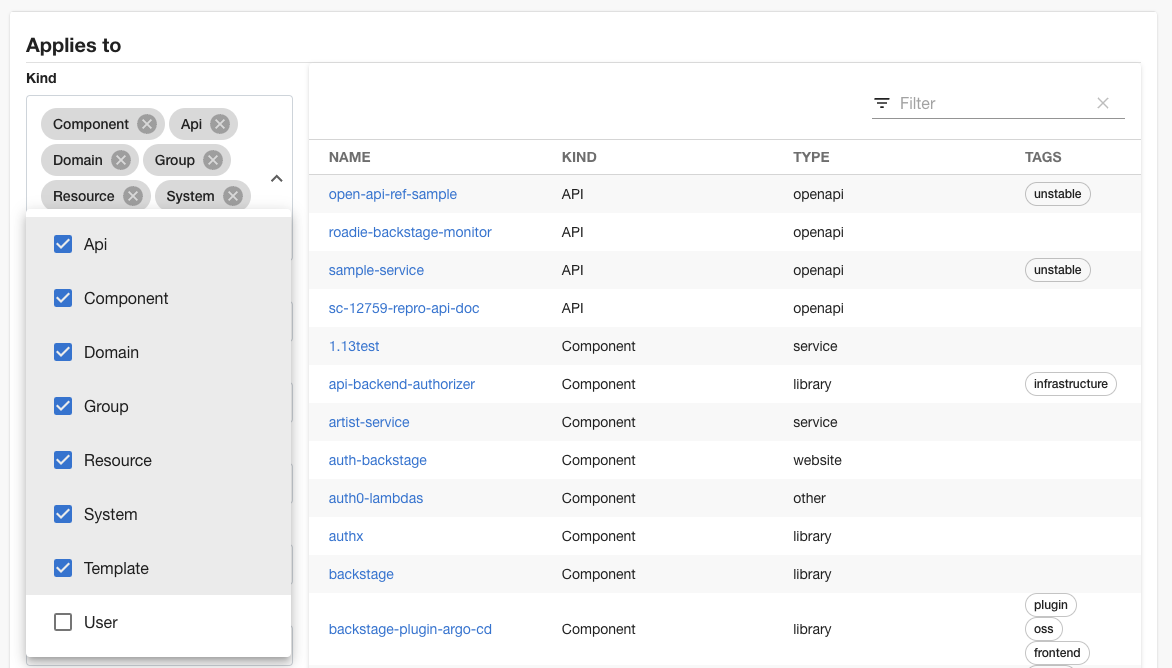 Applies to
Kind
Component Api
Domain Group
Resource System
Api
Component
Domain
Group
Resource
System
Template
User
Filter
NAME KIND TYPE TAGS
open-api-ref-sample API openapi unstable
roadie-backstage-monitor API openapi
sample-service API openapi unstable
sc-12759-repro-api-doc API openapi
1.13test Component service
api-backend-authorizer Component library infrastructure
artist-service Component service
auth-backstage Component website
auth0-lambdas Component other
authx Component library
backstage Component library
plugin
backstage-plugin-argo-cd Component library oss
frontend